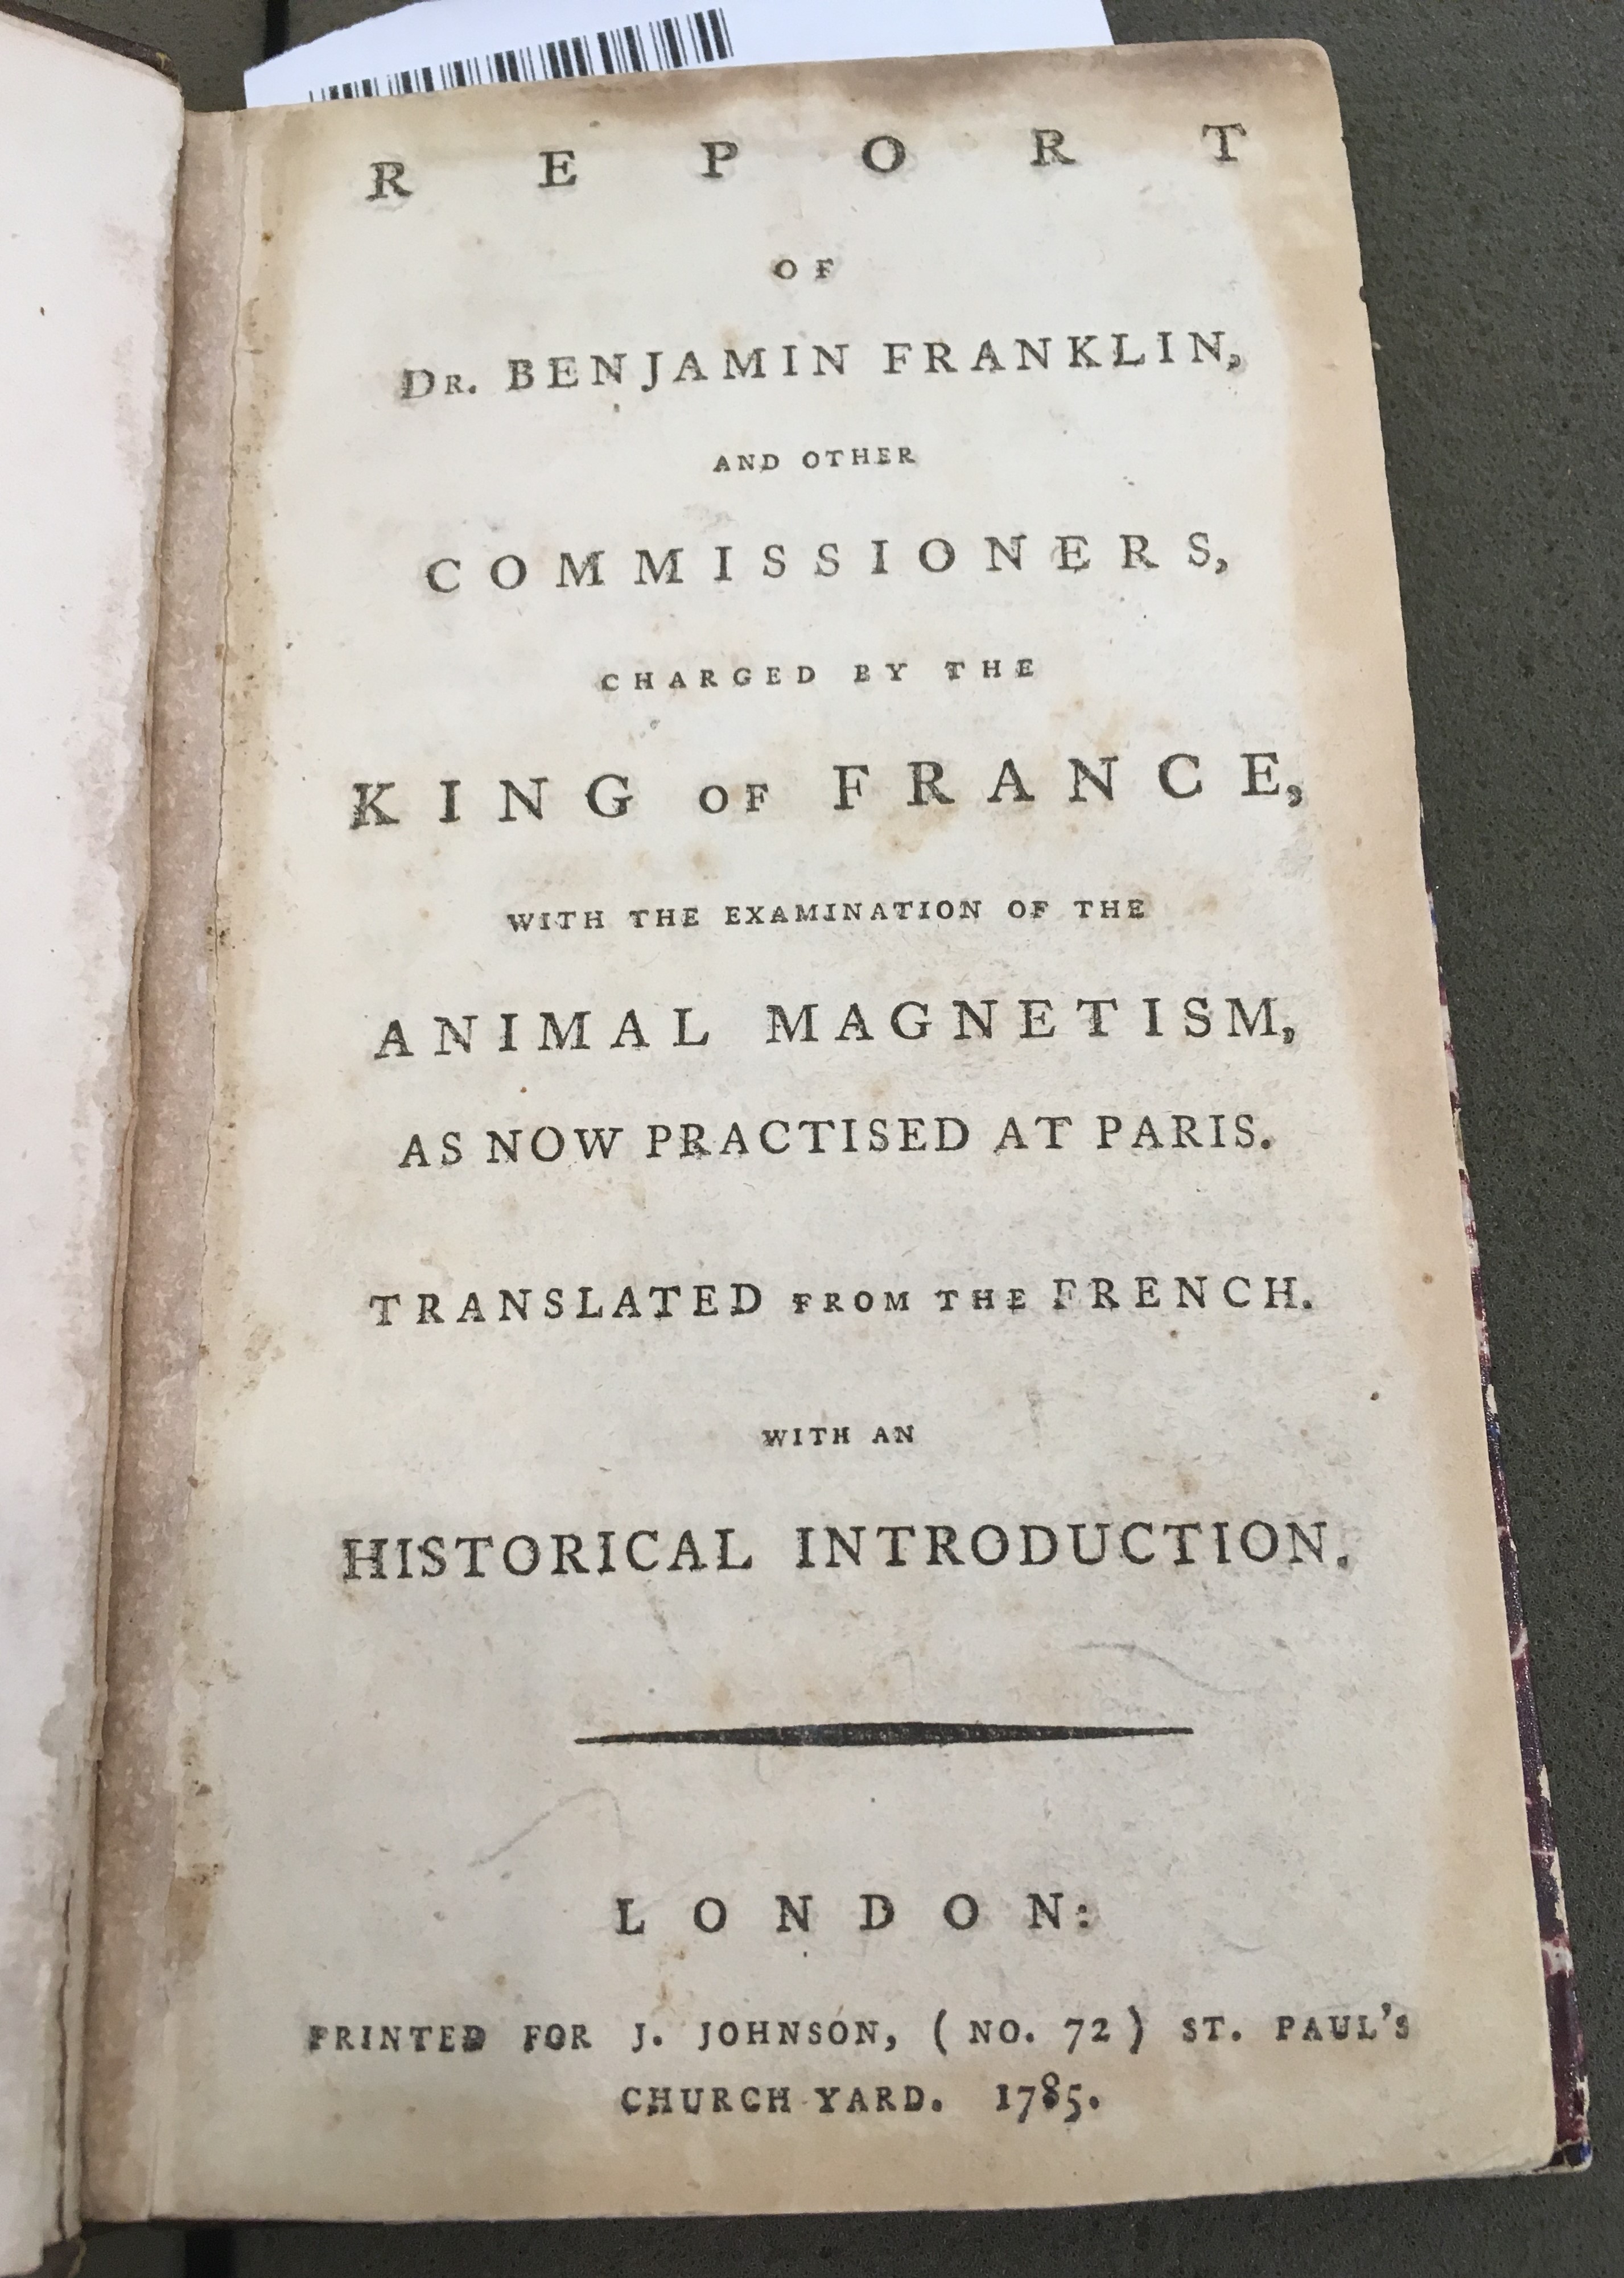 REPORT
OF
DR. BENJAMIN FRANKLIN,
AND OTHER
COMMISSIONERS,
CHARGED BY THE
KING OF FRANCE,
WITH THE EXAMINATION OF THE
ANIMAL MAGNETISM,
AS NOW PRACTISED AT PARIS.
TRANSLATED FROM THE FRENCH.
WITH AN
HISTORICAL INTRODUCTION.
LONDON:
PRINTED FOR J. JOHNSON, (NO. 72) ST. PAUL'S
CHURCH YARD. 1785.